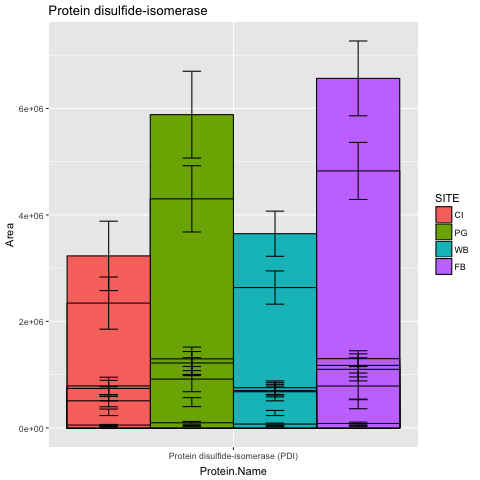 Protein disulfide-isomerase
6e+06
4e+06
2e+06
0e+00
Area
SITE
CI
PG
WB
FB
Protein disulfide-isomerase (PDI)
Protein.Name